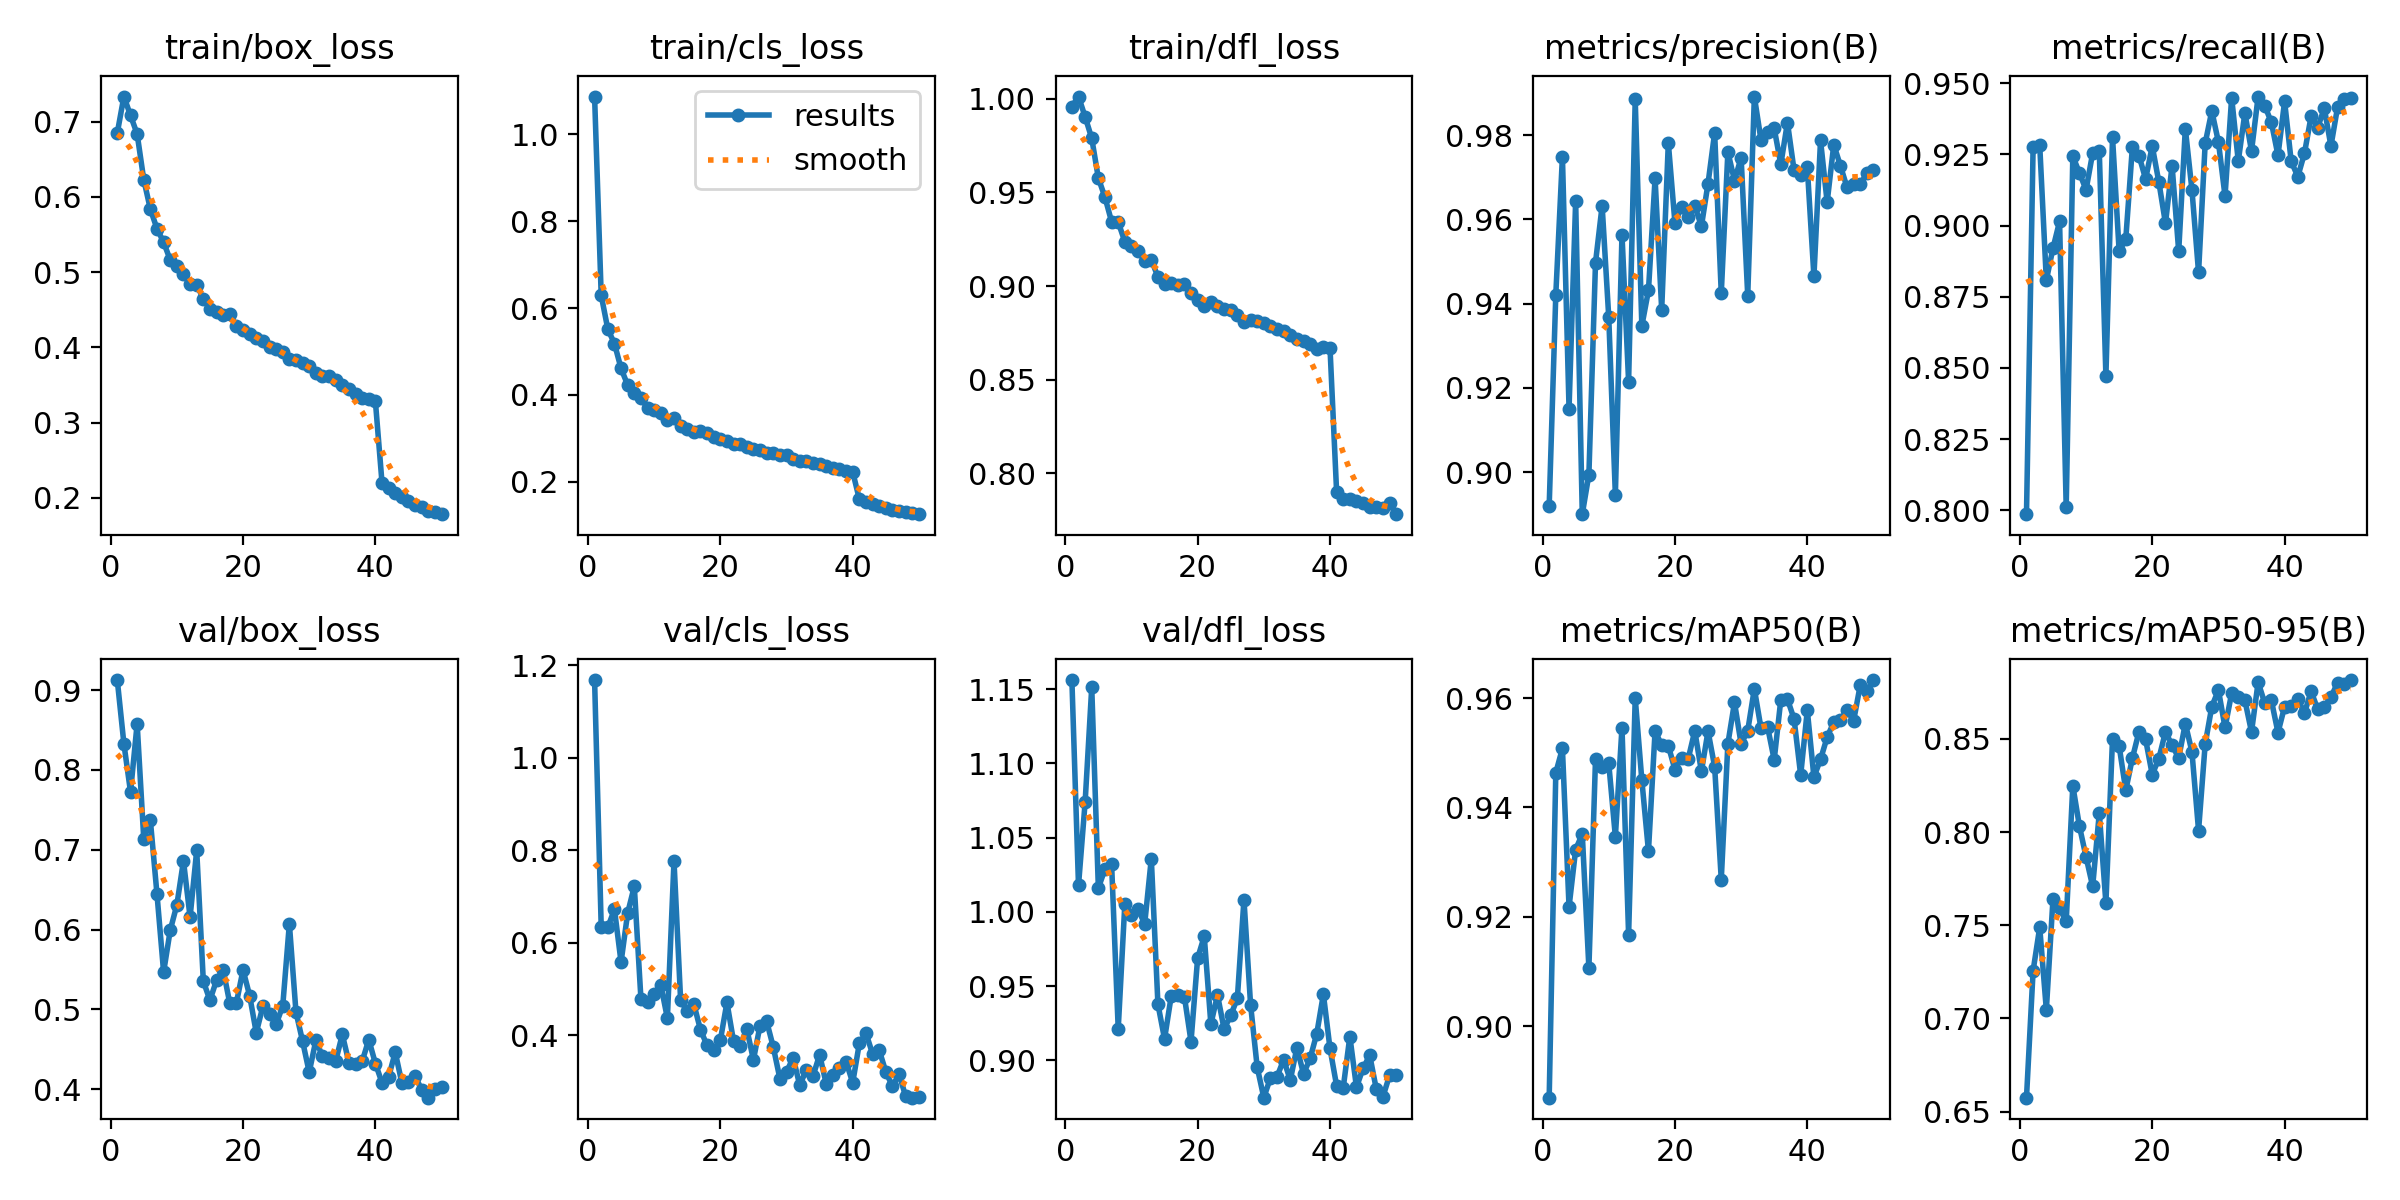 train/box_loss
0.7
0.6
0.5
0.4
0.3
0.2
0 20 40
train/cls_loss
results
smooth
1.0
0.8
0.6
0.4
0.2
0 20 40
train/dfl_loss
1.00
0.95
0.90
0.85
0.80
0 20 40
metrics/precision(B)
0.98
0.96
0.94
0.92
0.90
0 20 40
metrics/recall(B)
0.950
0.925
0.900
0.875
0.850
0.825
0.800
0 20 40
val/box_loss
0.9
0.8
0.7
0.6
0.5
0.4
0 20 40
val/cls_loss
1.2
1.0
0.8
0.6
0.4
0 20 40
val/dfl_loss
1.15
1.10
1.05
1.00
0.95
0.90
0 20 40
metrics/mAP50(B)
0.96
0.94
0.92
0.90
0 20 40
metrics/mAP50-95(B)
0.85
0.80
0.75
0.70
0.65
0 20 40